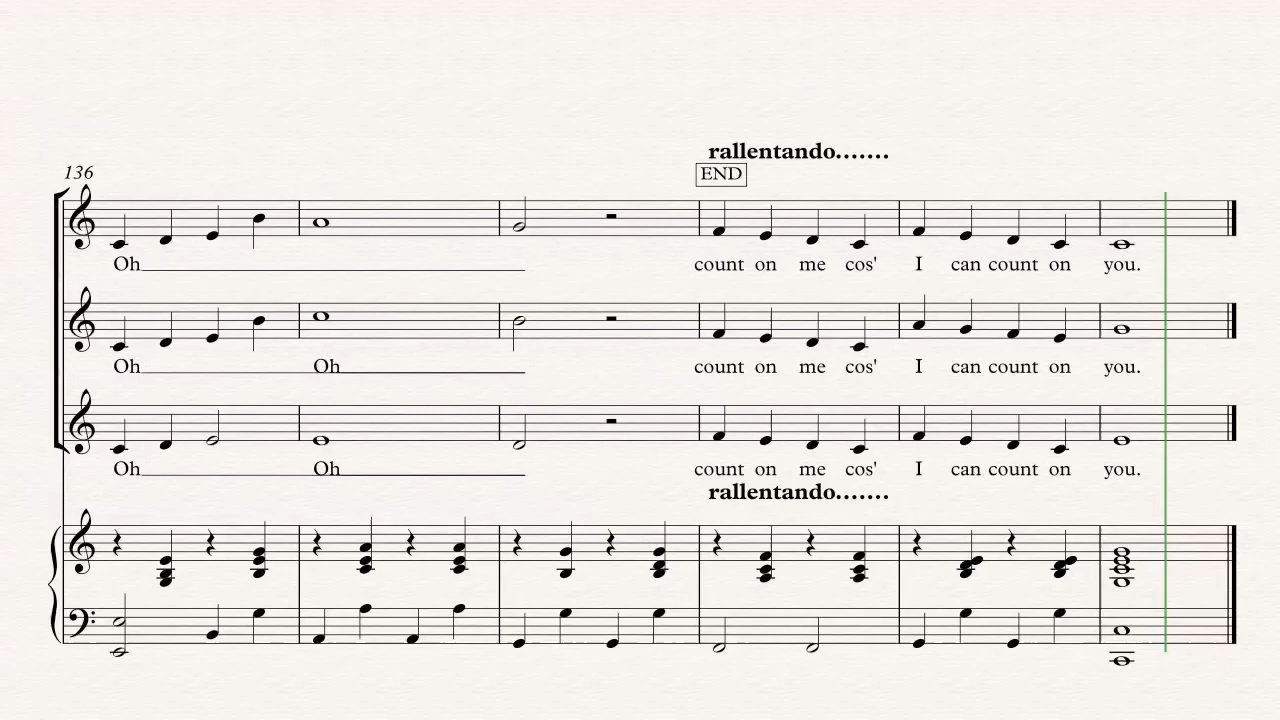 rallentando.......
136
END
Oh count on me cos' I can count on you.
Oh Oh count on me cos' I can count on you.
Oh Oh count on me cos' I can count on you.
rallentando.......